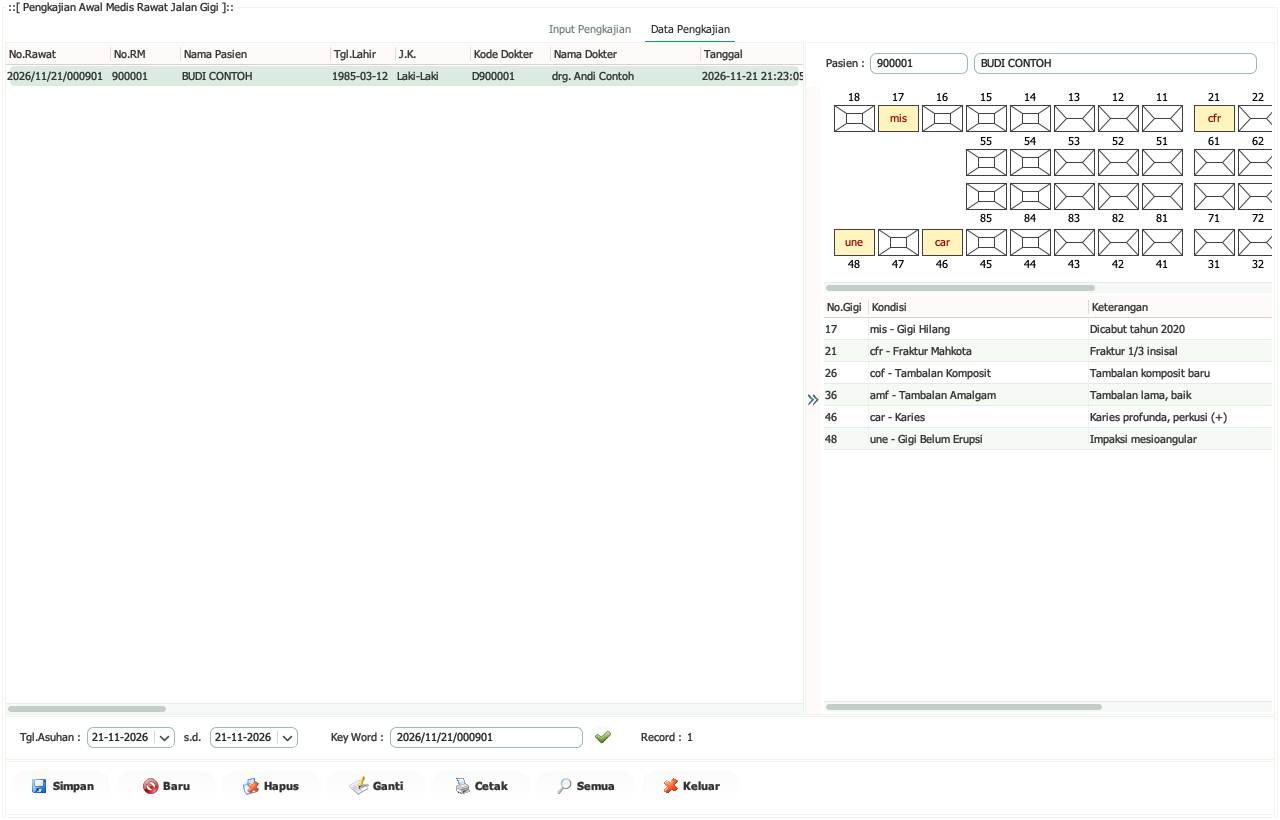 ::[ Pengkajian Awal Medis Rawat Jalan Gigi ]::
Input Pengkajian Data Pengkajian
No.Rawat No.RM Nama Pasien Tgl.Lahir J.K. Kode Dokter Nama Dokter Tanggal
2026/11/21/000901 900001 BUDI CONTOH 1985-03-12 Laki-Laki D900001 drg. Andi Contoh 2026-11-21 21:23:05
Pasien : 900001 BUDI CONTOH
18 17 16 15 14 13 12 11 21 22
mis cfr
55 54 53 52 51 61 62
85 84 83 82 81 71 72
une car
48 47 46 45 44 43 42 41 31 32
No.Gigi Kondisi Keterangan
17 mis - Gigi Hilang Dicabut tahun 2020
21 cfr - Fraktur Mahkota Fraktur 1/3 insisal
26 cof - Tambalan Komposit Tambalan komposit baru
36 amf - Tambalan Amalgam Tambalan lama, baik
46 car - Karies Karies profunda, perkusi (+)
48 une - Gigi Belum Erupsi Impaksi mesioangular
Tgl.Asuhan : 21-11-2026 s.d. 21-11-2026 Key Word : 2026/11/21/000901 Record : 1
Simpan Baru Hapus Ganti Cetak Semua Keluar